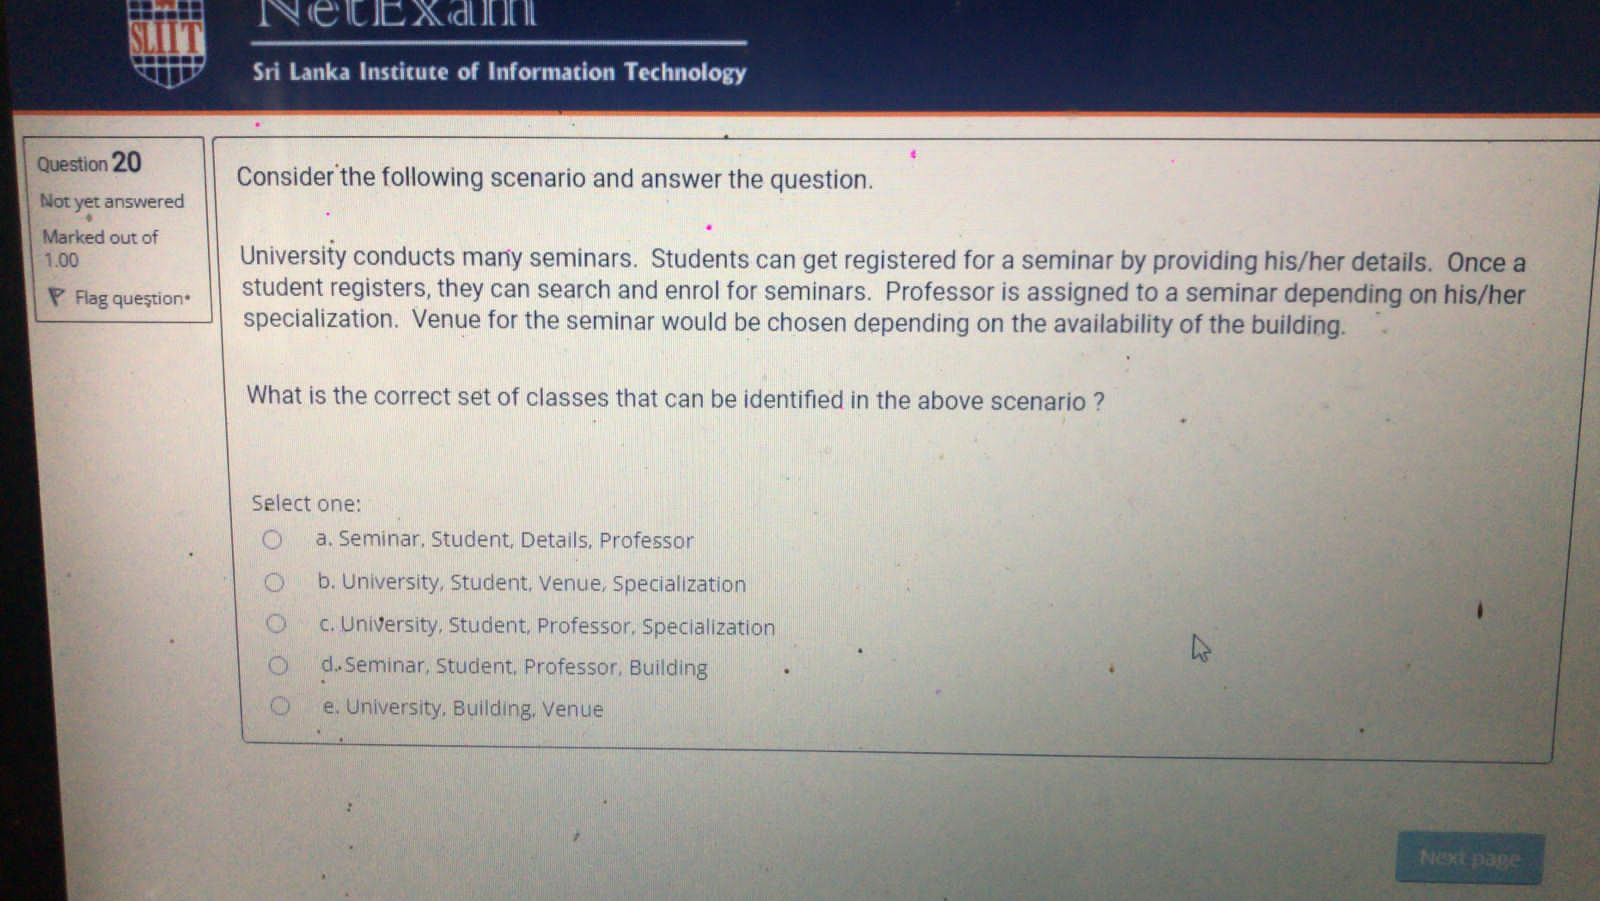 NetExam
SLIIT
Sri Lanka Institute of Information Technology
Question 20
Not yet answered
Marked out of
1.00
Flag question
Consider the following scenario and answer the question.
University conducts many seminars. Students can get registered for a seminar by providing his/her details. Once a
student registers, they can search and enrol for seminars. Professor is assigned to a seminar depending on his/her
specialization. Venue for the seminar would be chosen depending on the availability of the building.
What is the correct set of classes that can be identified in the above scenario ?
Select one:
a. Seminar, Student, Details, Professor
b. University, Student, Venue, Specialization
c. University, Student, Professor, Specialization
d. Seminar, Student, Professor, Building
e. University, Building, Venue
Next page